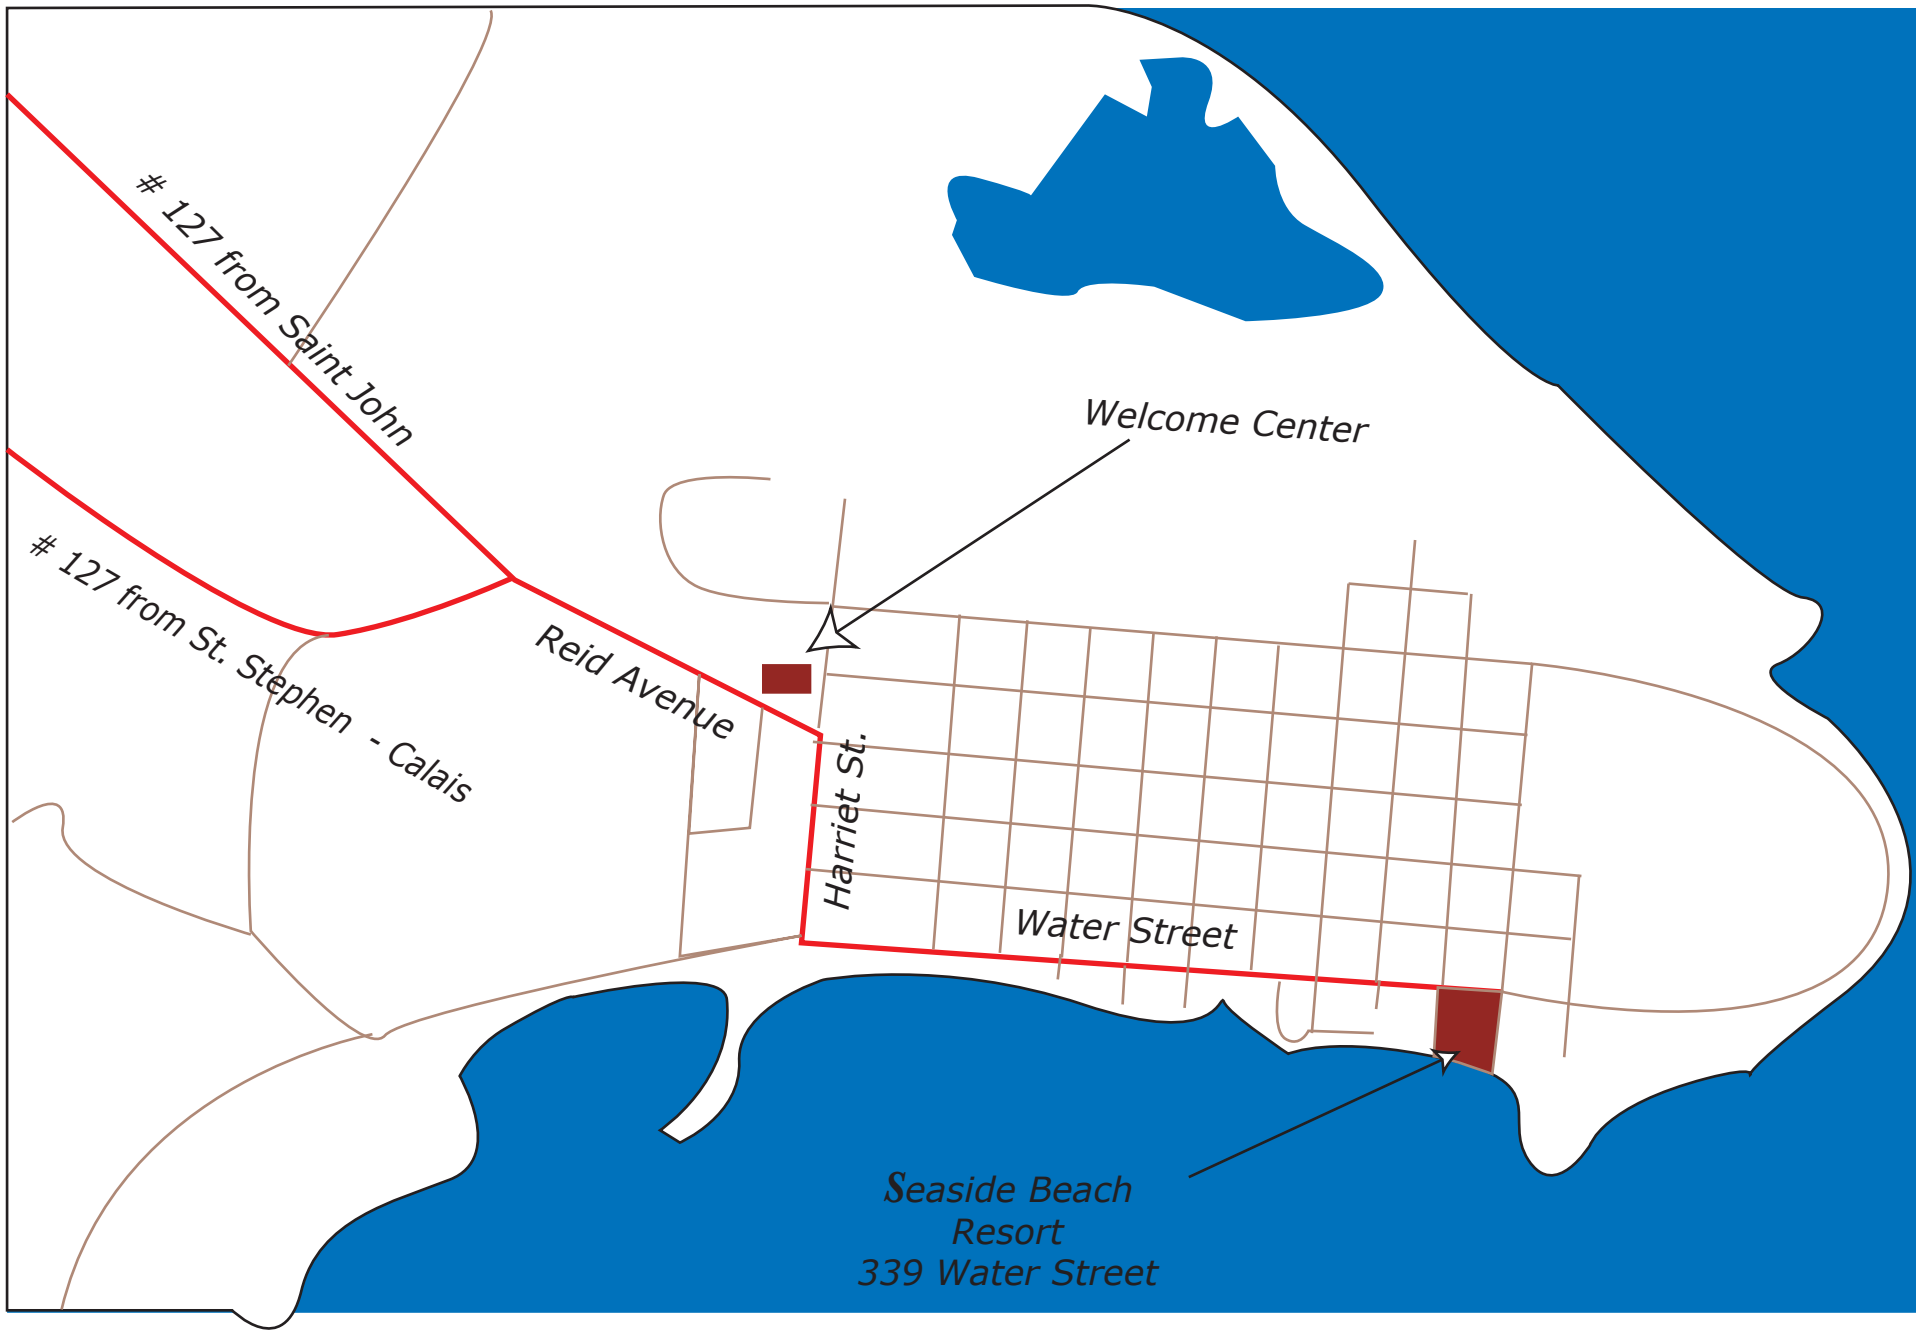 # 127 from Saint John
Welcome Center
# 127 from St. Stephen - Calais
Reid Avenue
Harriet St.
Water Street
Seaside Beach
Resort
339 Water Street